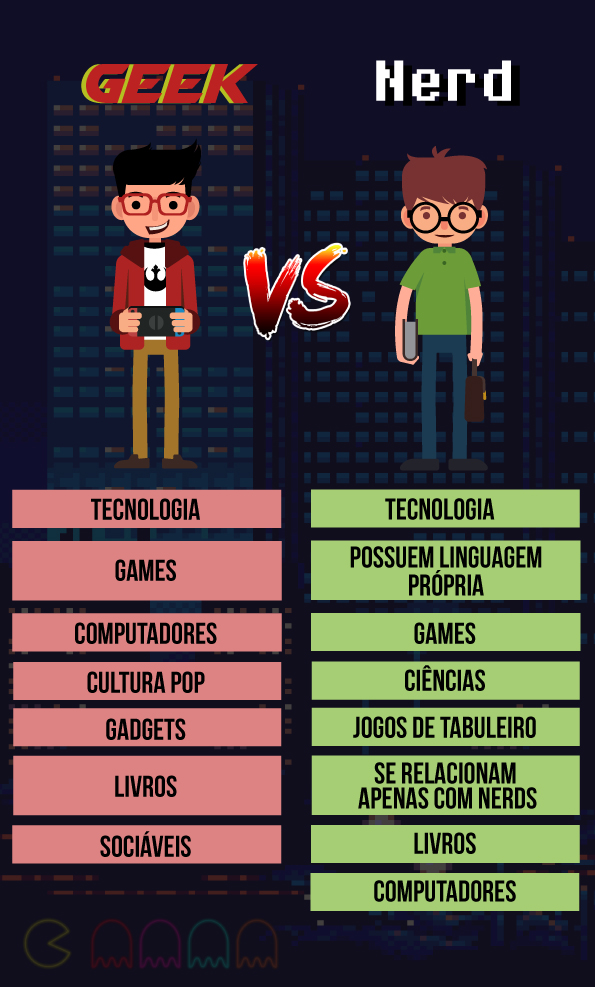 GEEK
Nerd
VS
TECNOLOGIA
GAMES
COMPUTADORES
CULTURA POP
GADGETS
LIVROS
SOCIÁVEIS
TECNOLOGIA
POSSUEM LINGUAGEM
PRÓPRIA
GAMES
CIÊNCIAS
JOGOS DE TABULEIRO
SE RELACIONAM
APENAS COM NERDS
LIVROS
COMPUTADORES